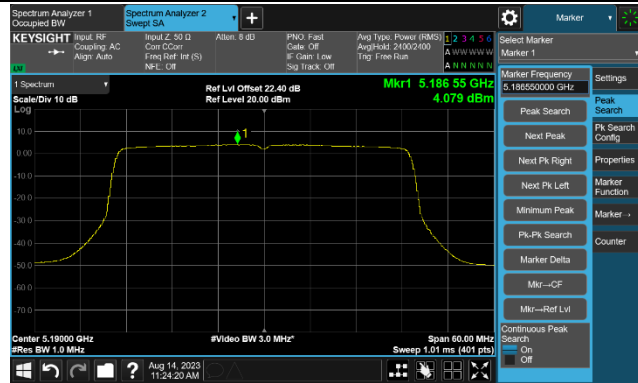 Spectrum Analyzer 1
Occupied BW
Spectrum Analyzer 2
Swept SA
Marker
KEYSIGHT
Input: RF
Coupling: AC
Align: Auto
Input Z: 50 Ω
Corr CCorr
Freq Ref: Int (S)
NFE: Off
Atten: 8 dB
PNO: Fast
Gate: Off
IF Gain: Low
Sig Track: Off
Avg Type: Power (RMS)
Avg|Hold: 2400/2400
Trig: Free Run
1 2 3 4 5 6
A W W W W W
A N N N N N
Select Marker
Marker 1
1 Spectrum
Scale/Div 10 dB
Log
Ref Lvl Offset 22.40 dB
Ref Level 20.00 dBm
Mkr1 5.186 55 GHz
4.079 dBm
10.0
0.00
-10.0
-20.0
-30.0
-40.0
-50.0
-60.0
-70.0
1
Center 5.19000 GHz
#Res BW 1.0 MHz
#Video BW 3.0 MHz*
Span 60.00 MHz
Sweep 1.01 ms (401 pts)
Marker Frequency
5.186550000 GHz
Peak Search
Next Peak
Next Pk Right
Next Pk Left
Minimum Peak
Pk-Pk Search
Marker Delta
Mkr→CF
Mkr→Ref Lvl
Continuous Peak
Search
On
Off
Settings
Peak
Search
Pk Search
Config
Properties
Marker
Function
Marker→
Counter
Aug 14, 2023
11:24:20 AM